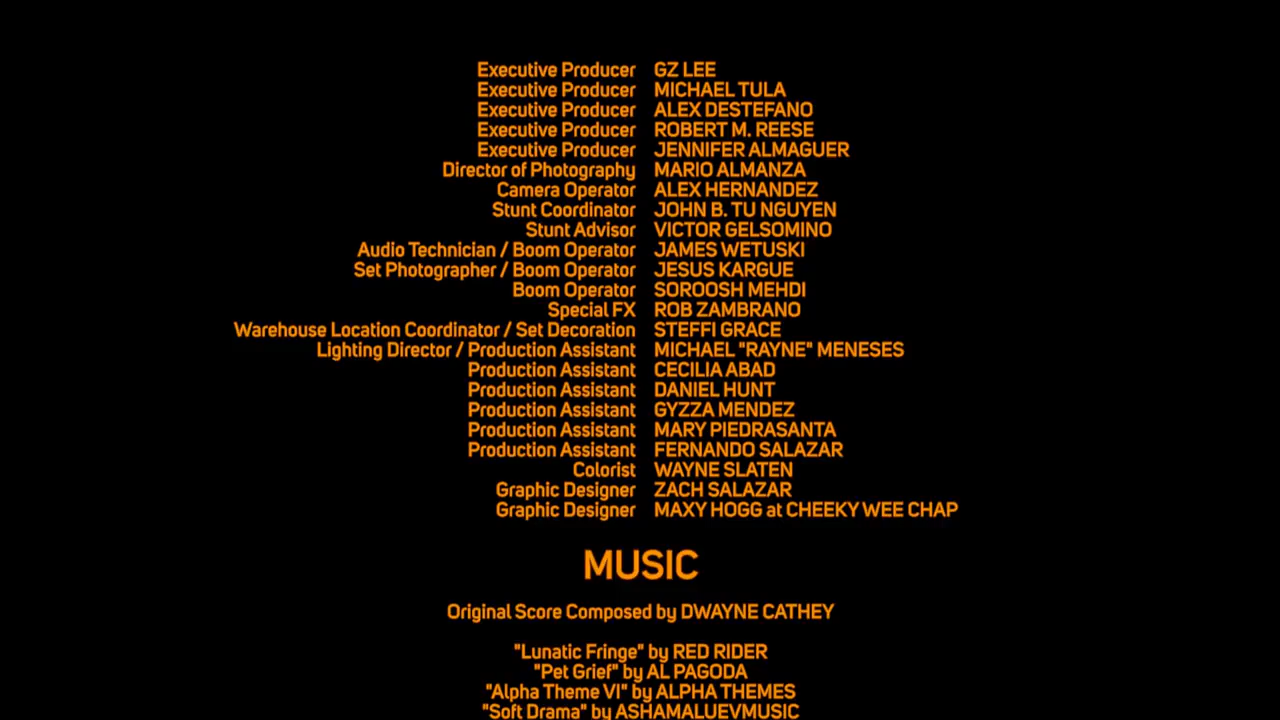 Executive Producer GZ LEE
Executive Producer MICHAEL TULA
Executive Producer ALEX DESTEFANO
Executive Producer ROBERT M. REESE
Executive Producer JENNIFER ALMAGUER
Director of Photography MARIO ALMANZA
Camera Operator ALEX HERNANDEZ
Stunt Coordinator JOHN B. TU NGUYEN
Stunt Advisor VICTOR GELSOMINO
Audio Technician / Boom Operator JAMES WETUSKI
Set Photographer / Boom Operator JESUS KARGUE
Boom Operator SOROOSH MEHDI
Special FX ROB ZAMBRANO
Warehouse Location Coordinator / Set Decoration STEFFI GRACE
Lighting Director / Production Assistant MICHAEL "RAYNE" MENESES
Production Assistant CECILIA ABAD
Production Assistant DANIEL HUNT
Production Assistant GYZZA MENDEZ
Production Assistant MARY PIEDRASANTA
Production Assistant FERNANDO SALAZAR
Colorist WAYNE SLATEN
Graphic Designer ZACH SALAZAR
Graphic Designer MAXY HOGG at CHEEKY WEE CHAP
MUSIC
Original Score Composed by DWAYNE CATHEY
"Lunatic Fringe" by RED RIDER
"Pet Grief" by AL PAGODA
"Alpha Theme VI" by ALPHA THEMES
"Soft Drama" by ASHAMALUEVMUSIC